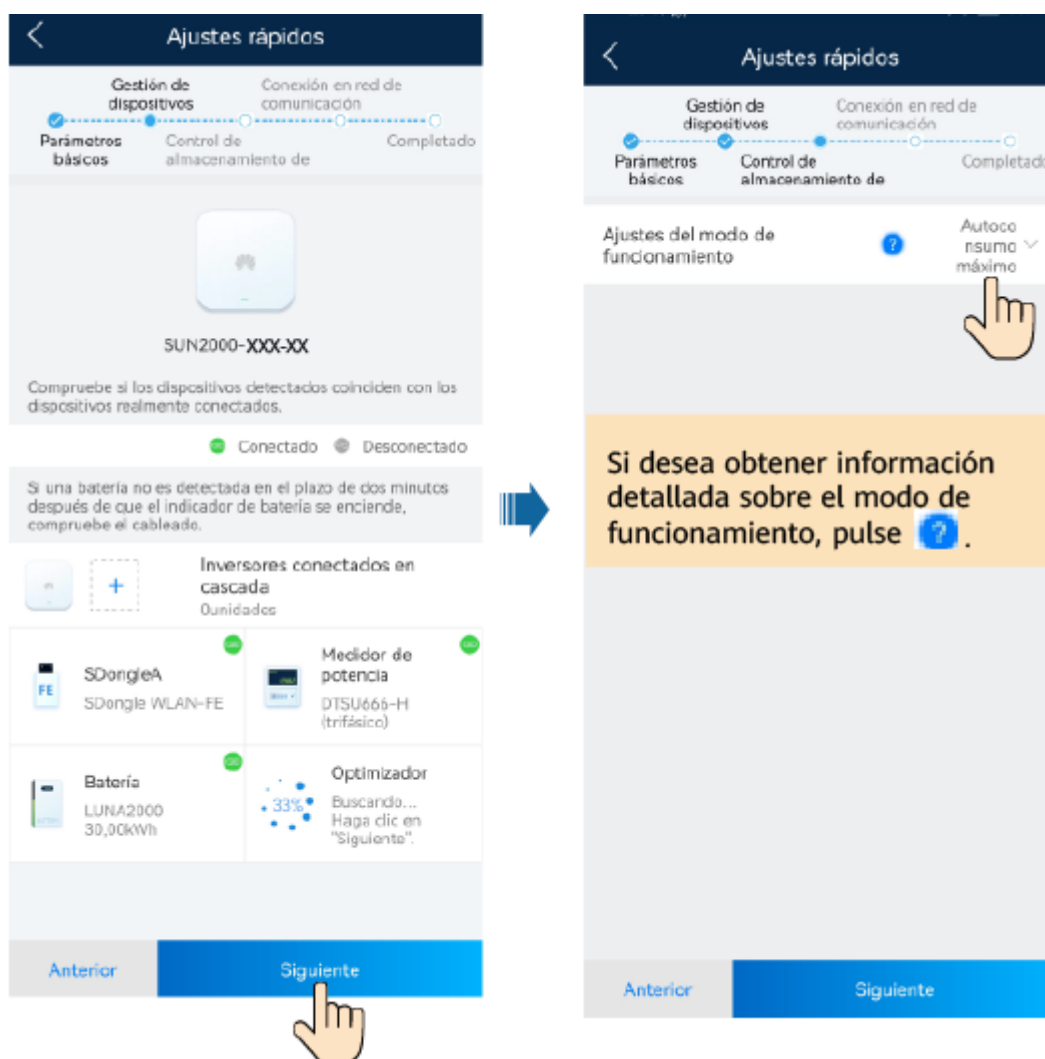 Ajustes rápidos
Gestión de
dispositivos
Conexión en red de
comunicación
Parámetros
básicos
Control de
almacenamiento de
Completado
SUN2000-XXX-XX
Compruebe si los dispositivos detectados coinciden con los
dispositivos realmente conectados.
Conectado Desconectado
Si una batería no es detectada en el plazo de dos minutos
después de que el indicador de batería se enciende,
compruebe el cableado.
+
Inversores conectados en
cascada
0unidades
FE
SDongleA
SDongle WLAN-FE
Medidor de
potencia
DTSU666-H
(trifásico)
Batería
LUNA2000
30,00kWh
33%
Optimizador
Buscando...
Haga clic en
"Siguiente".
Anterior
Siguiente
Ajustes rápidos
Gestión de
dispositivos
Conexión en red de
comunicación
Parámetros
básicos
Control de
almacenamiento de
Completado
Ajustes del modo de
funcionamiento
?
Autoco
nsumo
máximo
Si desea obtener información
detallada sobre el modo de
funcionamiento, pulse ? .
Anterior
Siguiente